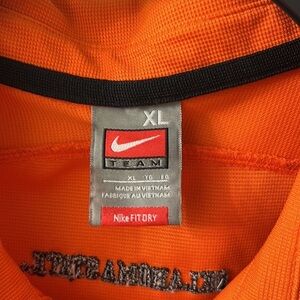 XL
TEAM
XL TG EG
MADE IN VIETNAM
FABRIQUÉ AU VIETNAM
Nike FIT DRY